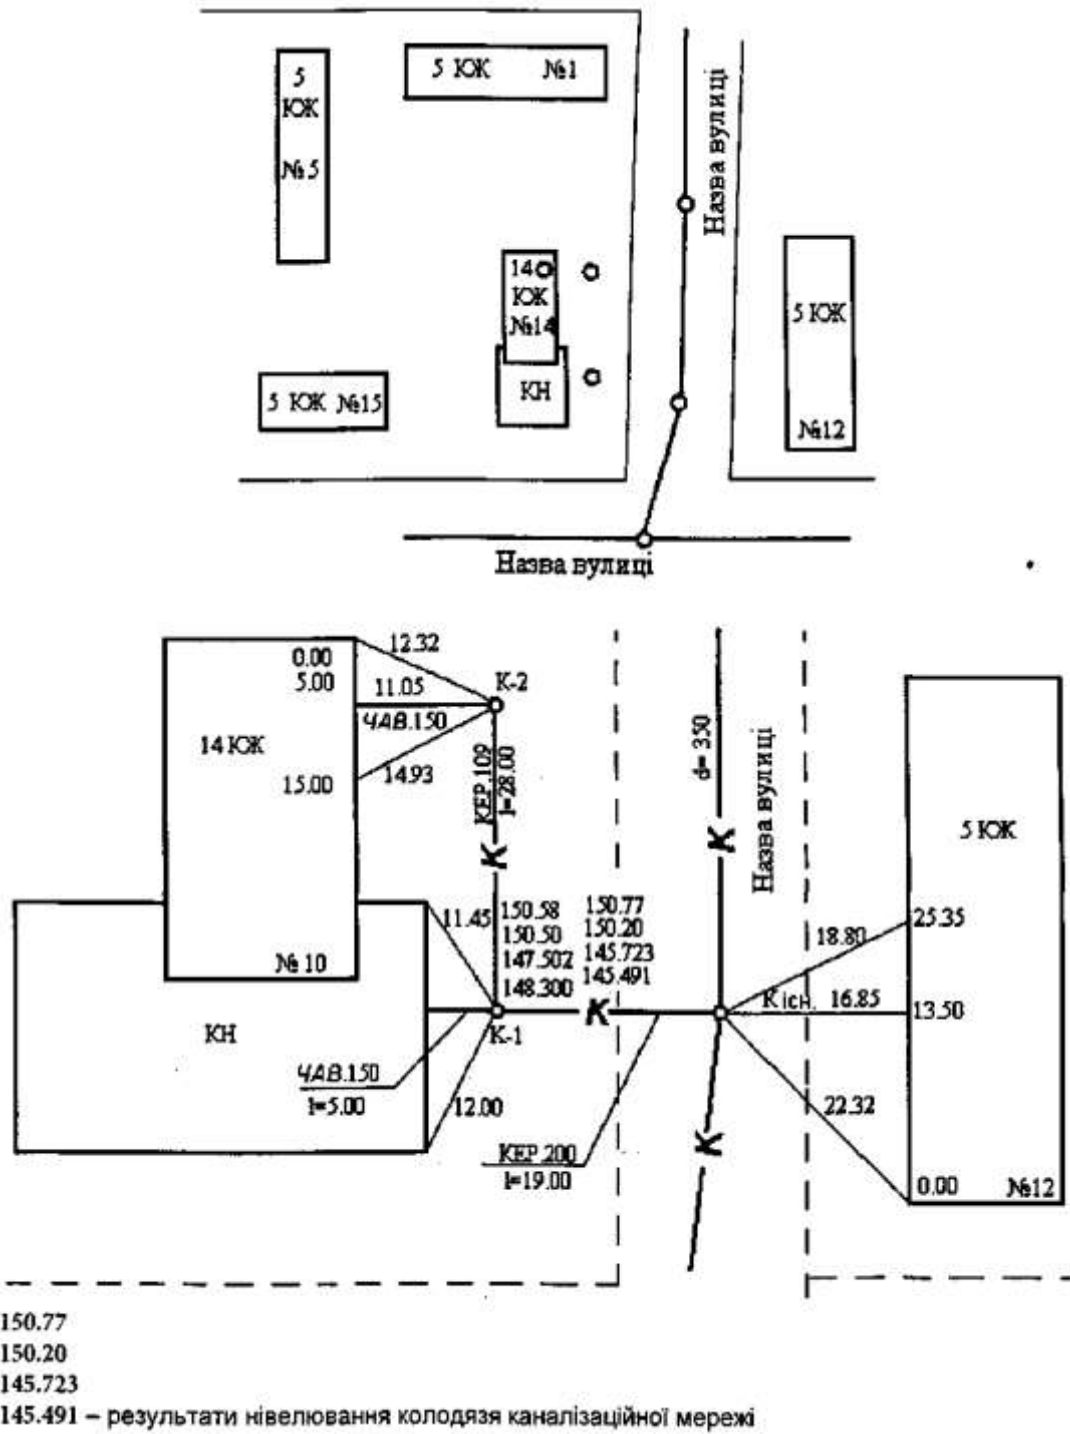 5
ЮЖ
№5
5 ЮЖ №1
Назва вулиці
14
ЮЖ
№14
КН
5 ЮЖ №15
5 ЮЖ
№12
Назва вулиці
0.00
5.00
14 ЮЖ
15.00
№ 10
КН
12.32
11.05
ЧАВ.150
14.93
К-2
КЕР.109
l=28.00
К
11.45
150.58
150.50
147.502
148.300
150.77
150.20
145.723
145.491
К-1
К
ЧАВ.150
l=5.00
12.00
КЕР.200
l=19.00
d= 350
К
Назва вулиці
К
18.80
К існ. 16.85
22.32
5 ЮЖ
25.35
13.50
0.00
№12
150.77
150.20
145.723
145.491 – результати нівелювання колодязя каналізаційної мережі